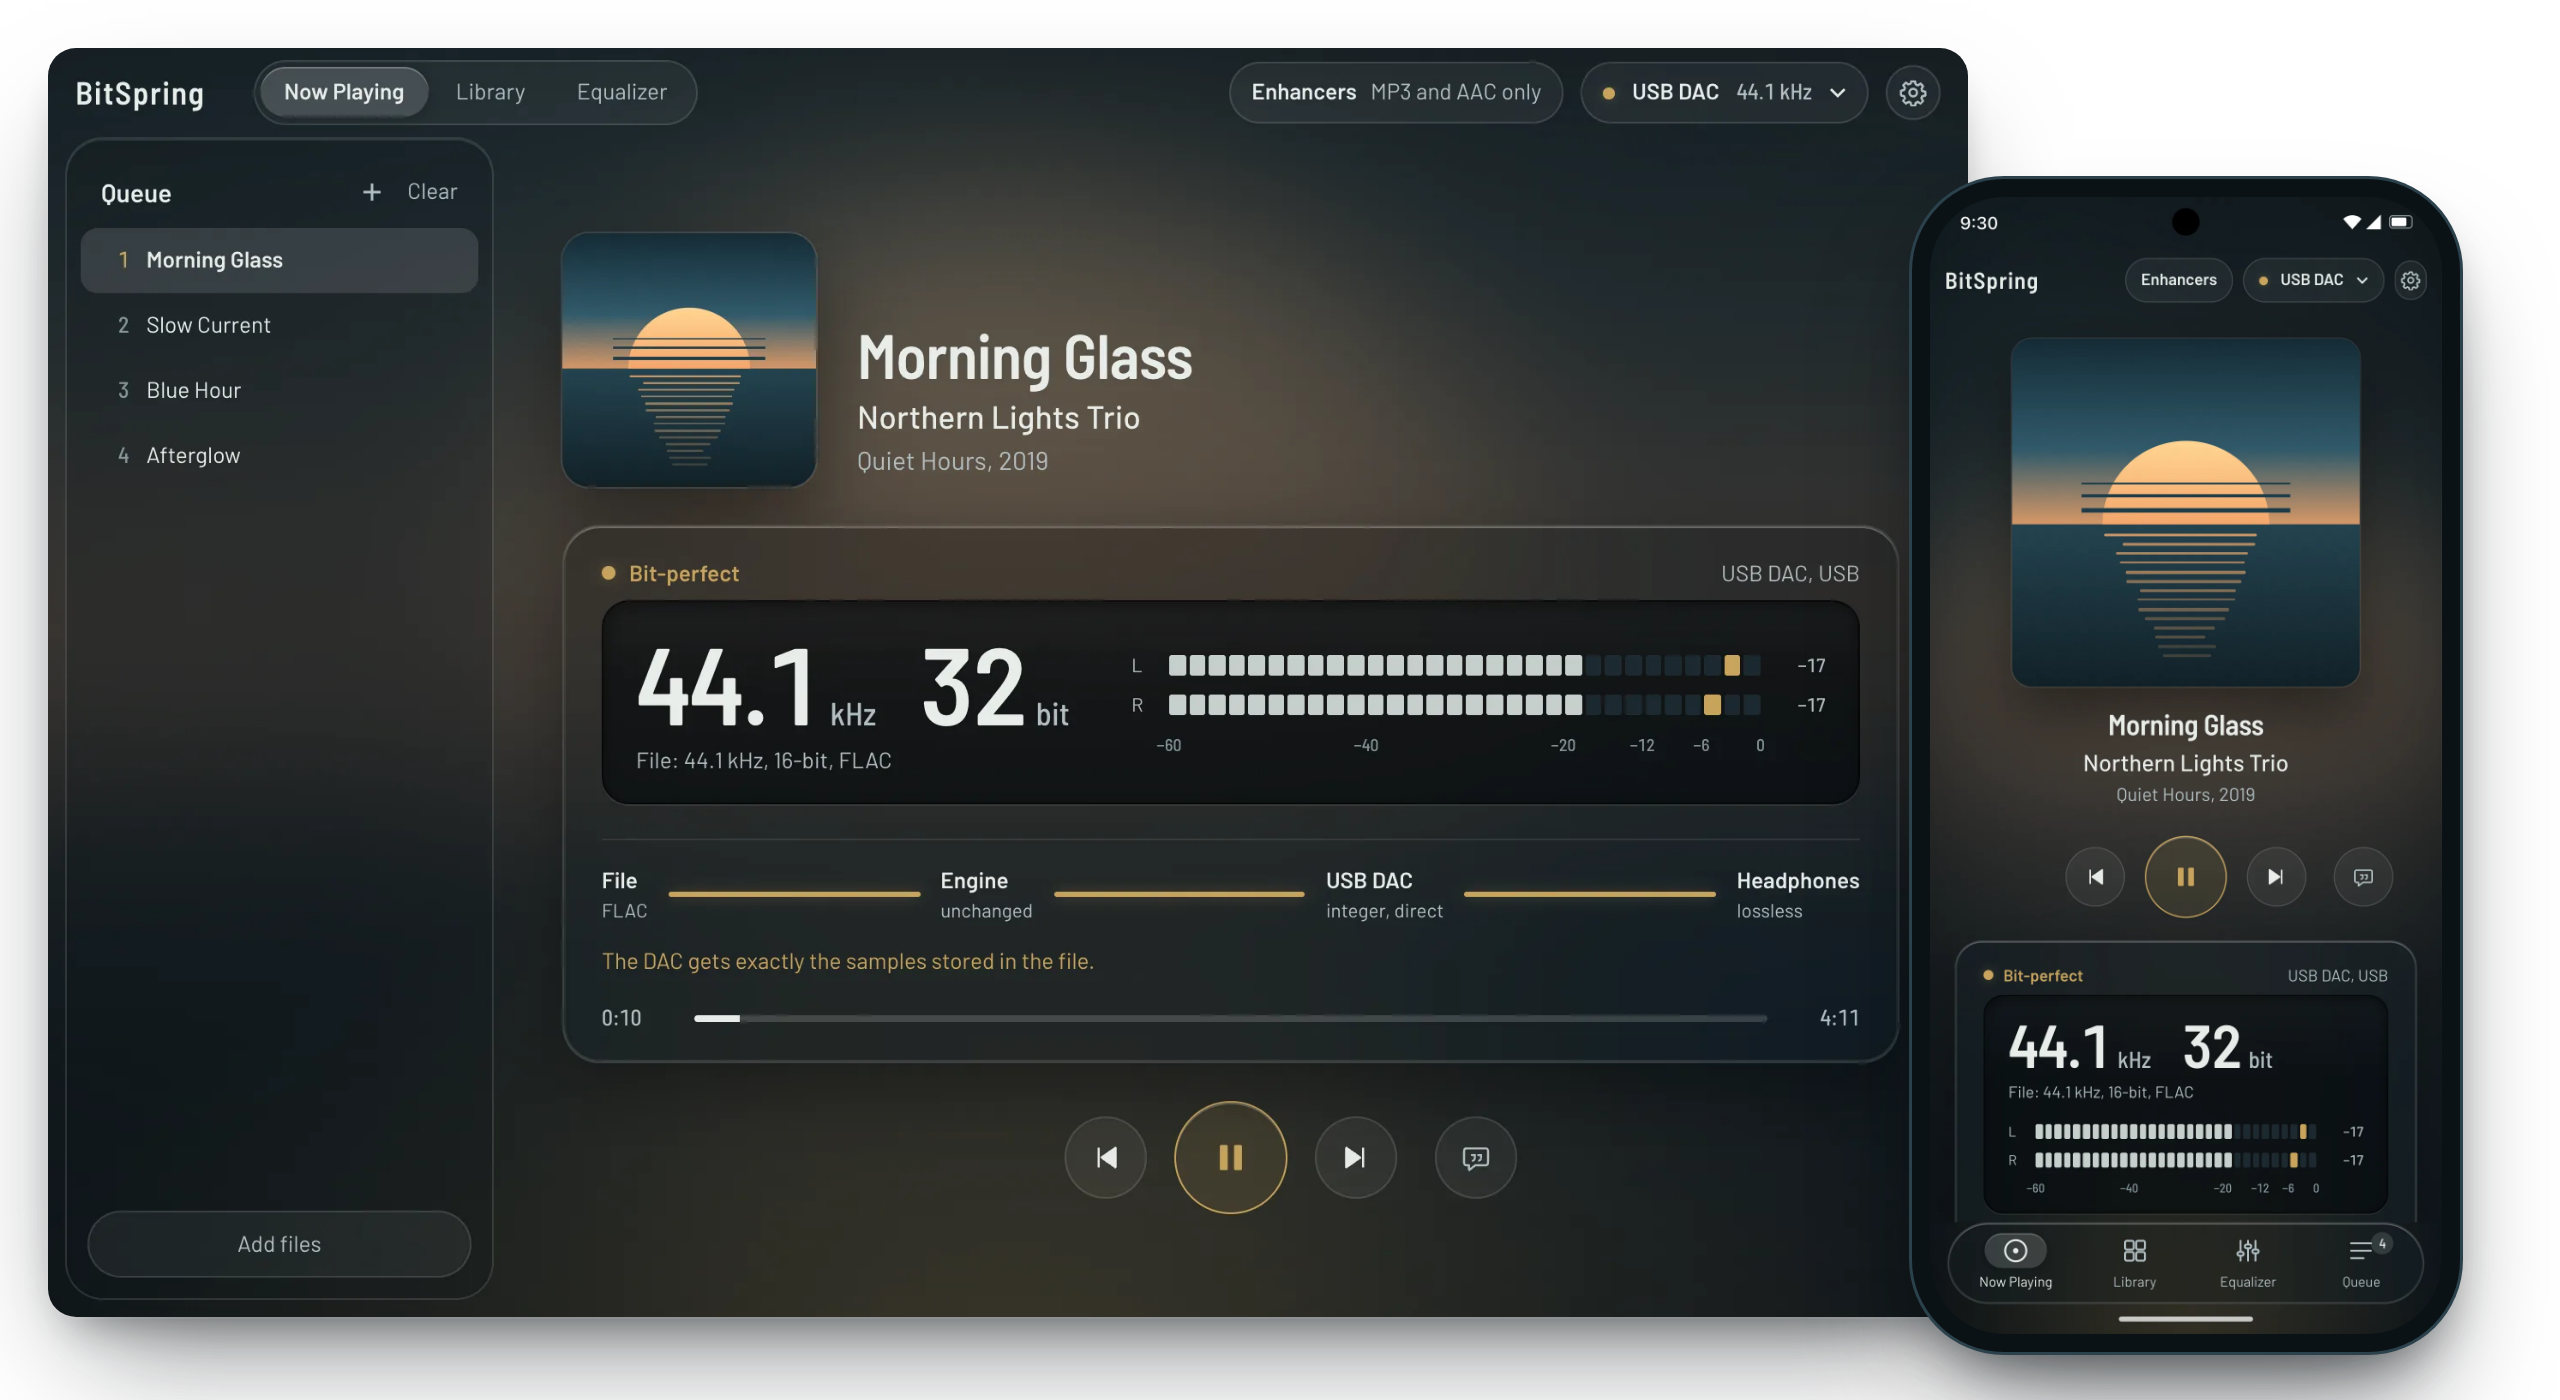 BitSpring
Now Playing Library Equalizer
Enhancers MP3 and AAC only
USB DAC 44.1 kHz
Queue + Clear
1 Morning Glass
2 Slow Current
3 Blue Hour
4 Afterglow
Add files
Morning Glass
Northern Lights Trio
Quiet Hours, 2019
Bit-perfect
USB DAC, USB
44.1 kHz 32 bit
File: 44.1 kHz, 16-bit, FLAC
L -17
R -17
-60 -40 -20 -12 -6 0
File Engine USB DAC Headphones
FLAC unchanged integer, direct lossless
The DAC gets exactly the samples stored in the file.
0:10 4:11
9:30
BitSpring
Enhancers
USB DAC
Morning Glass
Northern Lights Trio
Quiet Hours, 2019
Bit-perfect
USB DAC, USB
44.1 kHz 32 bit
File: 44.1 kHz, 16-bit, FLAC
L -17
R -17
-60 -40 -20 -12 -6 0
4
Now Playing Library Equalizer Queue